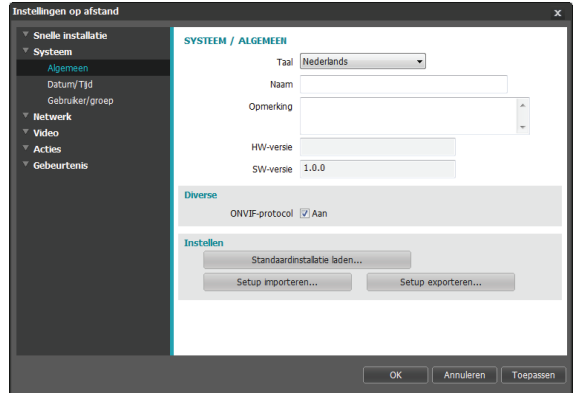 Instellingen op afstand
x
Snelle installatie
Systeem
Algemeen
Datum/Tijd
Gebruiker/groep
Netwerk
Video
Acties
Gebeurtenis
SYSTEEM / ALGEMEEN
Taal Nederlands
Naam
Opmerking
HW-versie
SW-versie 1.0.0
Diverse
ONVIF-protocol Aan
Instellen
Standaardinstallatie laden...
Setup importeren... Setup exporteren...
OK Annuleren Toepassen